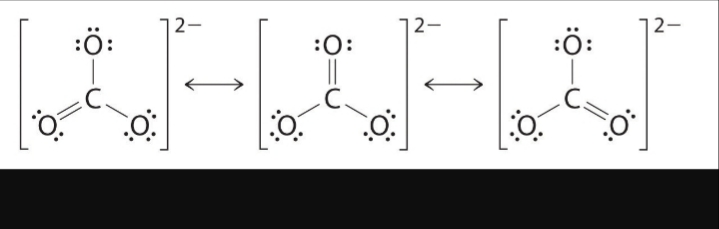 2− 2− 2−
O O O
C C C
O O O O O O